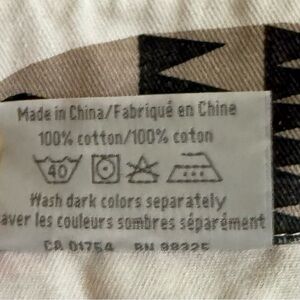 Made in China/Fabriqué en Chine
100% cotton/100% coton
40
Wash dark colors separately
aver les couleurs sombres séparément
CA 01754 RN 98325